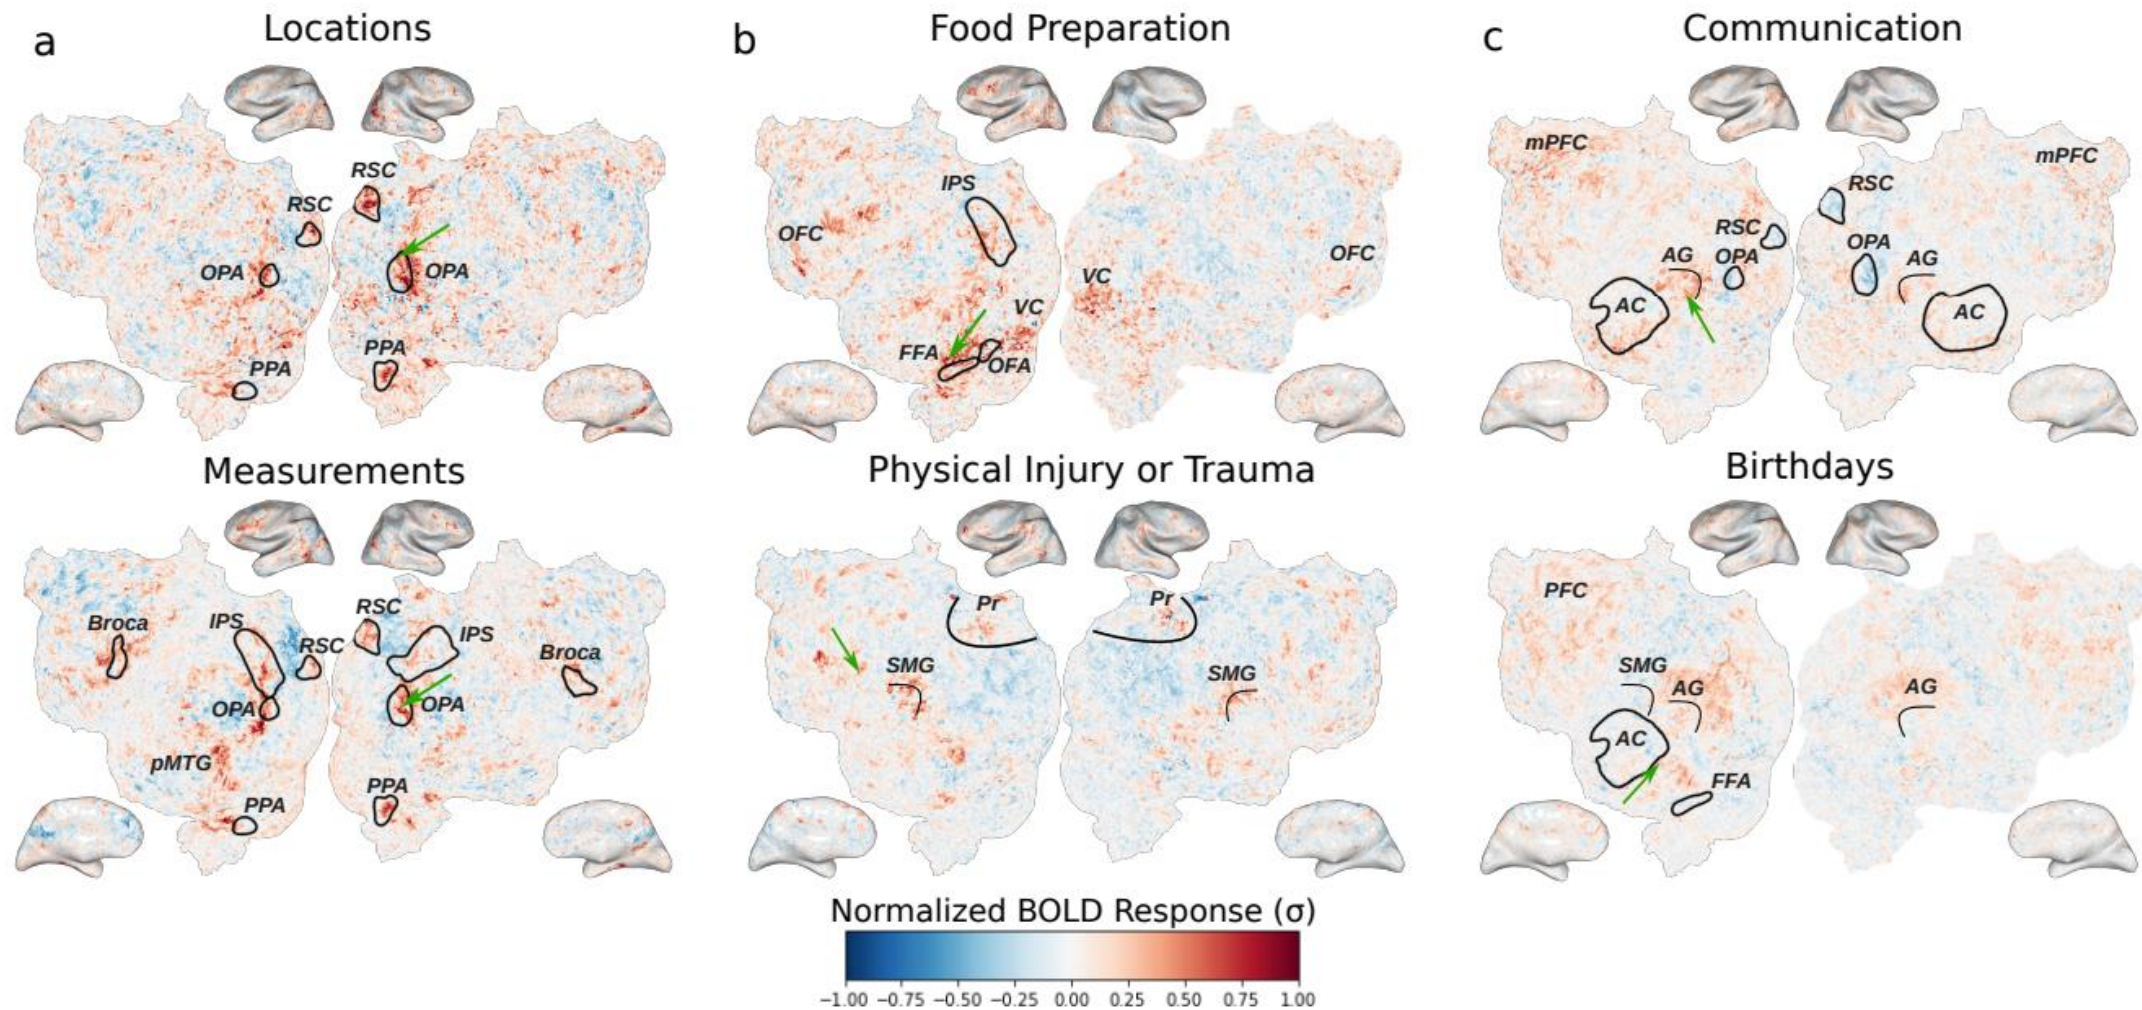 a
Locations
RSC
RSC
OPA
OPA
PPA
PPA
b
Food Preparation
IPS
OFC
OFC
VC
VC
FFA
OFA
c
Communication
mPFC
mPFC
RSC
RSC
AG
OPA
OPA
AG
AC
AC
Measurements
Broca
IPS
RSC
RSC
IPS
Broca
OPA
OPA
pMTG
PPA
PPA
Physical Injury or Trauma
Pr
Pr
SMG
SMG
Birthdays
PFC
SMG
AG
AG
AC
FFA
Normalized BOLD Response (σ)
−1.00 −0.75 −0.50 −0.25 0.00 0.25 0.50 0.75 1.00